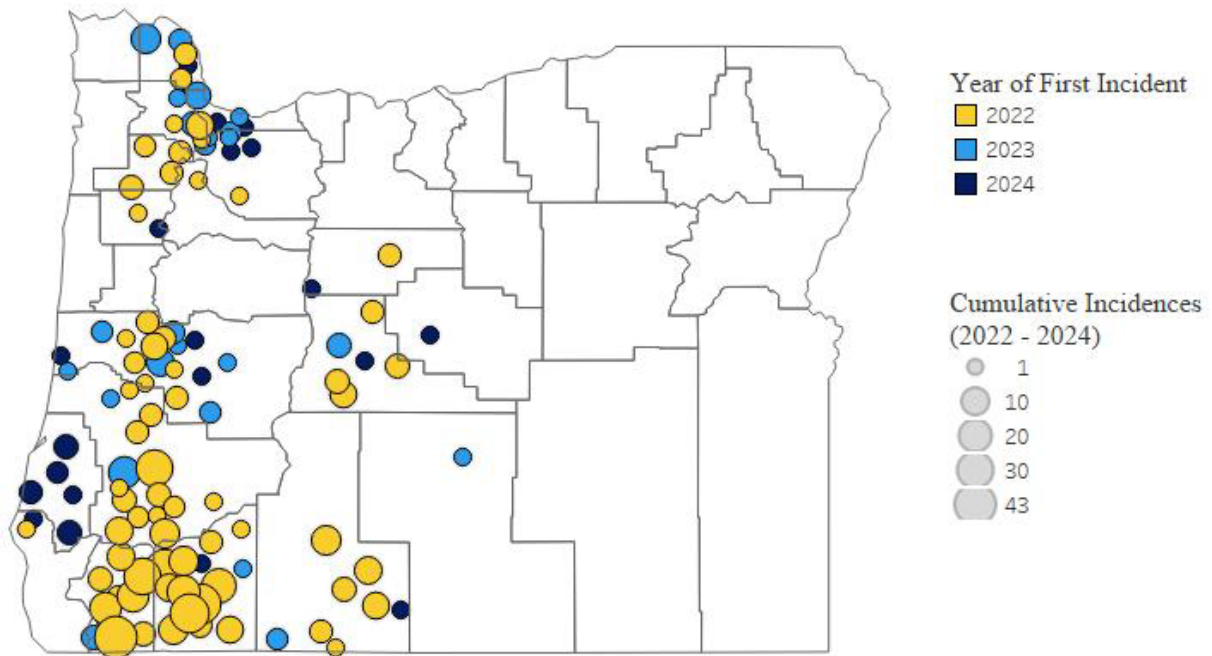 Year of First Incident
2022
2023
2024
Cumulative Incidences
(2022 - 2024)
1
10
20
30
43